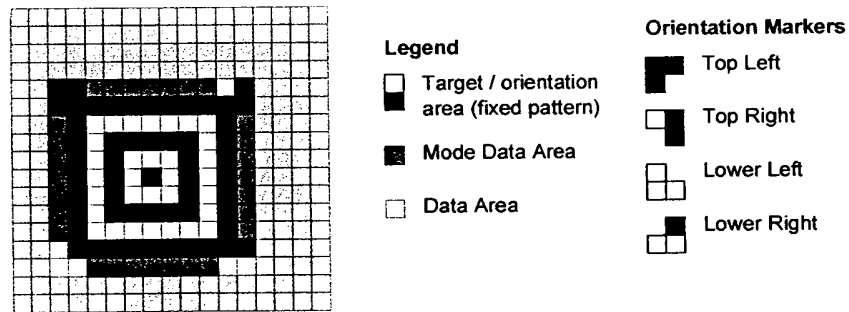 Legend
Target / orientation
area (fixed pattern)
Mode Data Area
Data Area
Orientation Markers
Top Left
Top Right
Lower Left
Lower Right